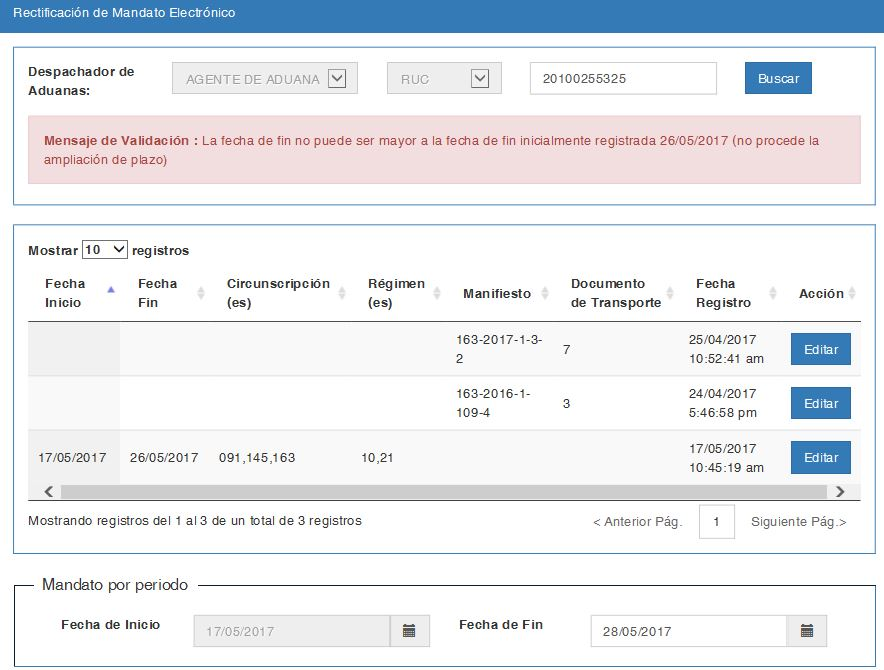 Rectificación de Mandato Electrónico
Despachador de
Aduanas:
AGENTE DE ADUANA
RUC
20100255325
Buscar
Mensaje de Validación : La fecha de fin no puede ser mayor a la fecha de fin inicialmente registrada 26/05/2017 (no procede la
ampliación de plazo)
Mostrar 10 registros
Fecha
Inicio
Fecha
Fin
Circunscripción
(es)
Régimen
(es)
Manifiesto
Documento
de Transporte
Fecha
Registro
Acción
163-2017-1-3-
2
7
25/04/2017
10:52:41 am
Editar
163-2016-1-
109-4
3
24/04/2017
5:46:58 pm
Editar
17/05/2017
26/05/2017
091,145,163
10,21
17/05/2017
10:45:19 am
Editar
Mostrando registros del 1 al 3 de un total de 3 registros
< Anterior Pág.
1
Siguiente Pág.>
Mandato por periodo
Fecha de Inicio
17/05/2017
Fecha de Fin
28/05/2017